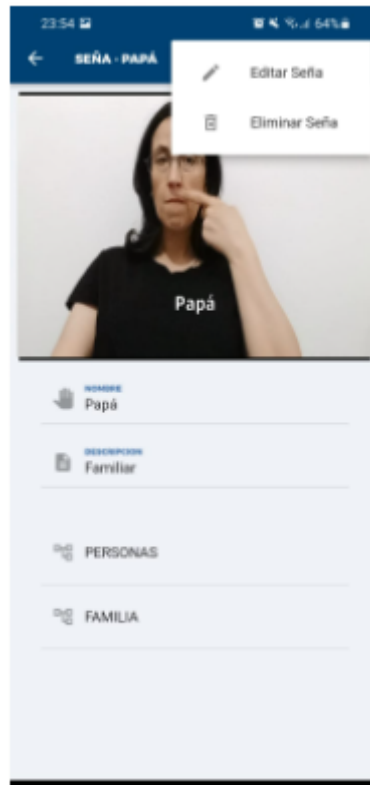 23:54 64%
SEÑA - PAPÁ
Editar Seña
Eliminar Seña
Papá
NOMBRE
Papá
DESCRIPCION
Familiar
PERSONAS
FAMILIA